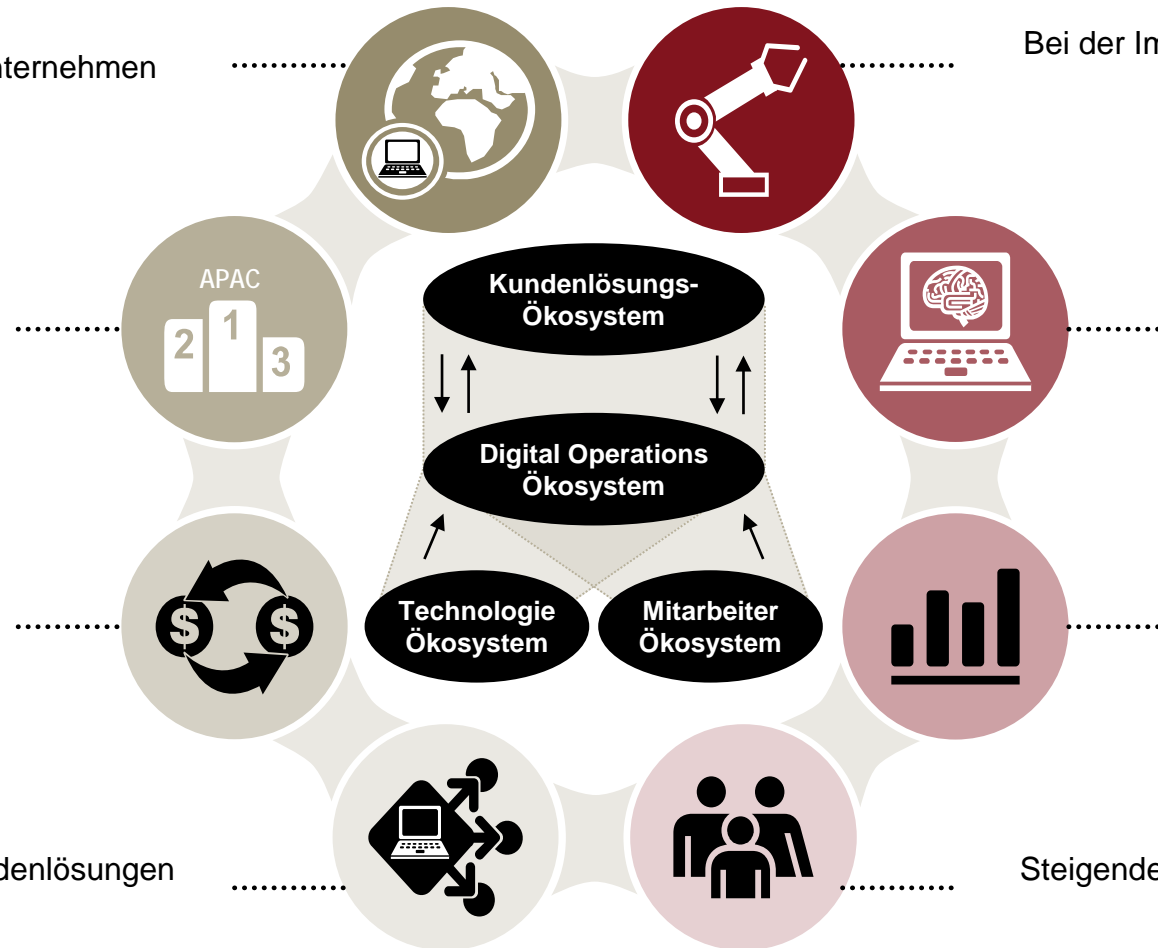 Bei der Im
nternehmen
APAC
1
2
3
Kundenlösungs-
Ökosystem
Digital Operations
Ökosystem
$ $
Technologie
Ökosystem
Mitarbeiter
Ökosystem
denlösungen
Steigende